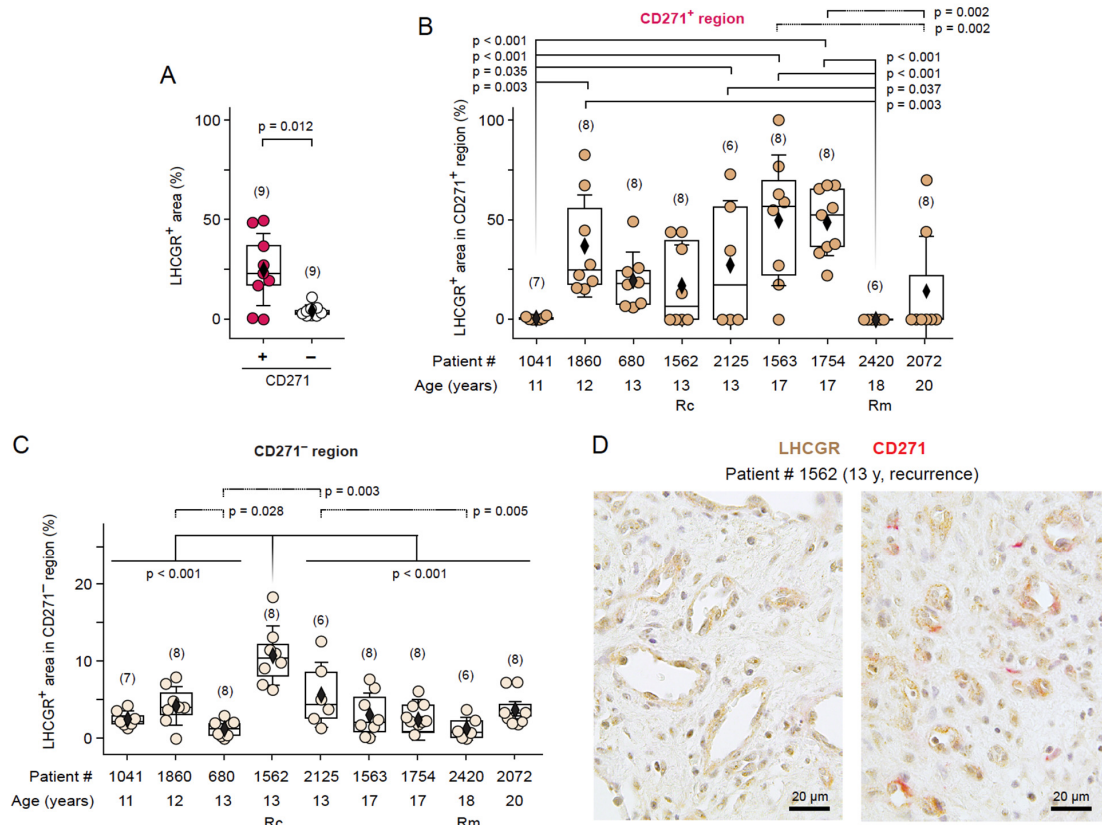 A
p = 0.012
LHCGR+ area (%)
100
50
0
(9)
(9)
+ −
CD271
B
CD271+ region
p = 0.002
p = 0.002
p < 0.001
p < 0.001
p = 0.035
p = 0.003
p < 0.001
p < 0.001
p = 0.037
p = 0.003
LHCGR+ area in CD271+ region (%)
100
50
0
(7) (8) (8) (8) (6) (8) (8) (6) (8)
Patient # 1041 1860 680 1562 2125 1563 1754 2420 2072
Age (years) 11 12 13 13 13 17 17 18 20
Rc Rm
C
CD271− region
p = 0.003
p = 0.028 p = 0.005
p < 0.001 p < 0.001
LHCGR+ area in CD271− region (%)
20
10
0
(7) (8) (8) (8) (6) (8) (8) (6) (8)
Patient # 1041 1860 680 1562 2125 1563 1754 2420 2072
Age (years) 11 12 13 13 13 17 17 18 20
Rc Rm
D
LHCGR CD271
Patient # 1562 (13 y, recurrence)
20 µm 20 µm